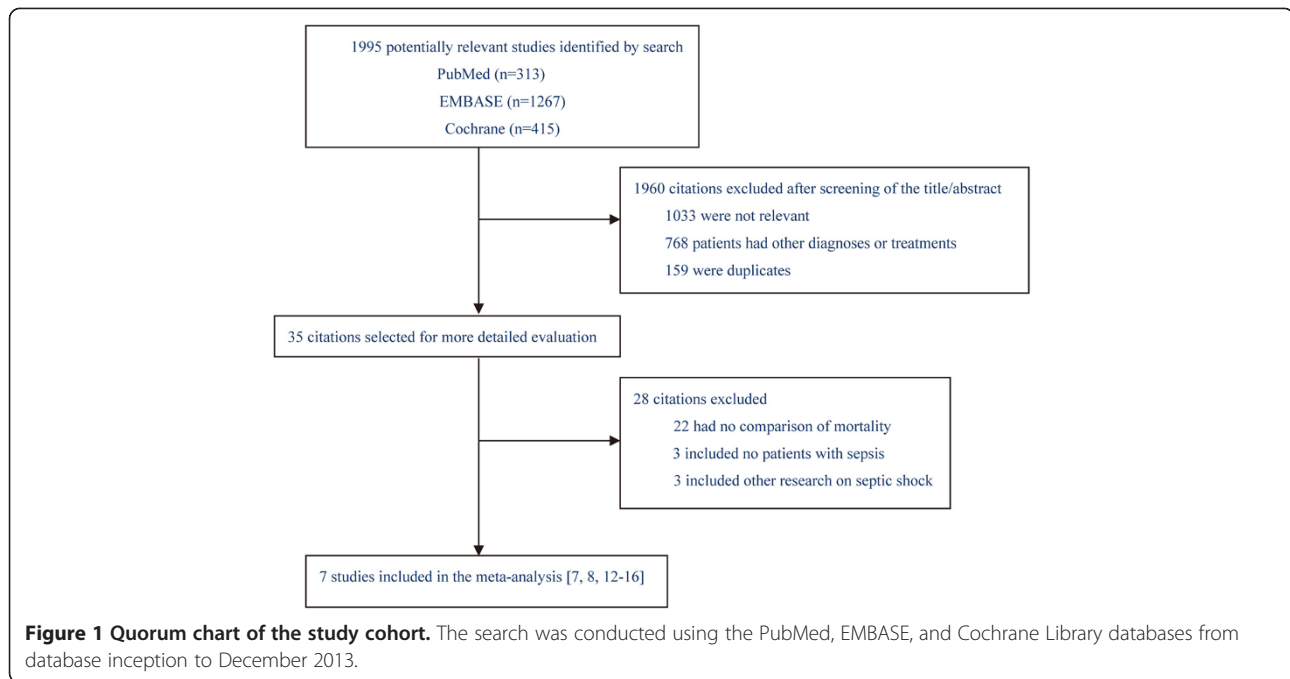 1995 potentially relevant studies identified by search
PubMed (n=313)
EMBASE (n=1267)
Cochrane (n=415)
1960 citations excluded after screening of the title/abstract
1033 were not relevant
768 patients had other diagnoses or treatments
159 were duplicates
35 citations selected for more detailed evaluation
28 citations excluded
22 had no comparison of mortality
3 included no patients with sepsis
3 included other research on septic shock
7 studies included in the meta-analysis [7, 8, 12-16]
Figure 1 Quorum chart of the study cohort. The search was conducted using the PubMed, EMBASE, and Cochrane Library databases from
database inception to December 2013.